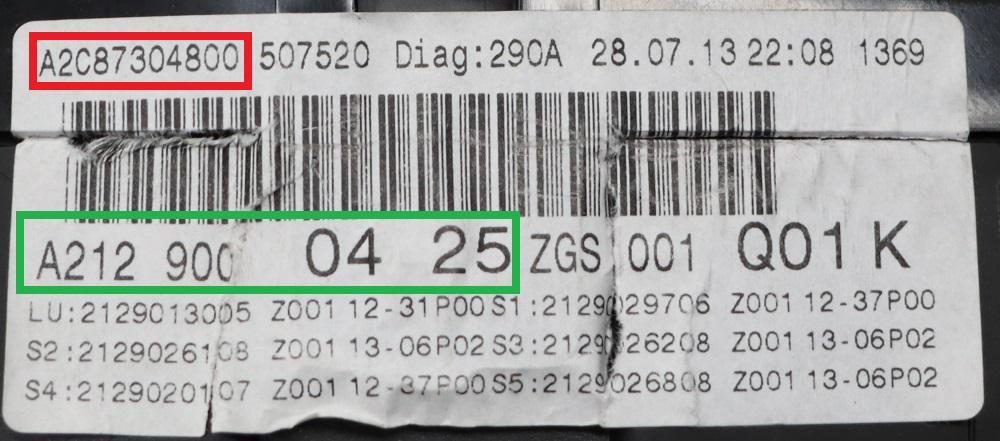 A2C87304800 507520 Diag:290A 28.07.13 22:08 1369
A212 900 04 25 ZGS 001 Q01 K
LU:2129013005 Z001 12-31P00 S1:2129029706 Z001 12-37P00
S2:2129026108 Z001 13-06P02 S3:2129026208 Z001 13-06P02
S4:2129020107 Z001 12-37P00 S5:2129026808 Z001 13-06P02